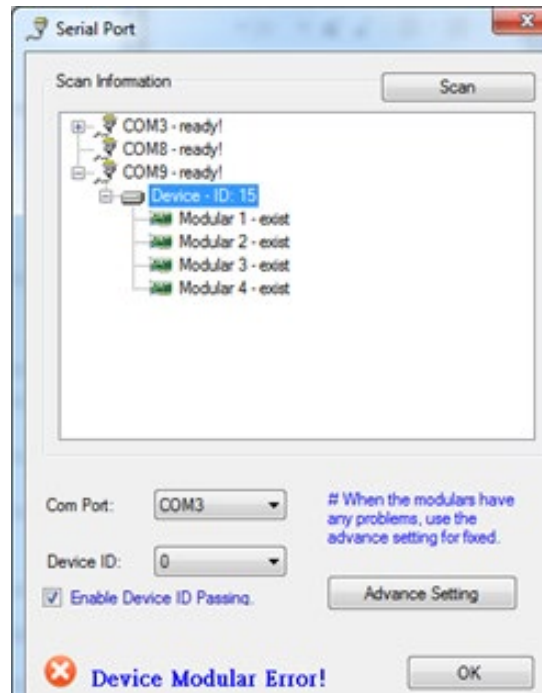 Serial Port
Scan Information
Scan
COM3 - ready!
COM8 - ready!
COM9 - ready!
Device - ID: 15
Modular 1 - exist
Modular 2 - exist
Modular 3 - exist
Modular 4 - exist
Com Port: COM3
# When the modulars have
any problems, use the
advance setting for fixed.
Device ID: 0
Enable Device ID Passing.
Advance Setting
Device Modular Error!
OK